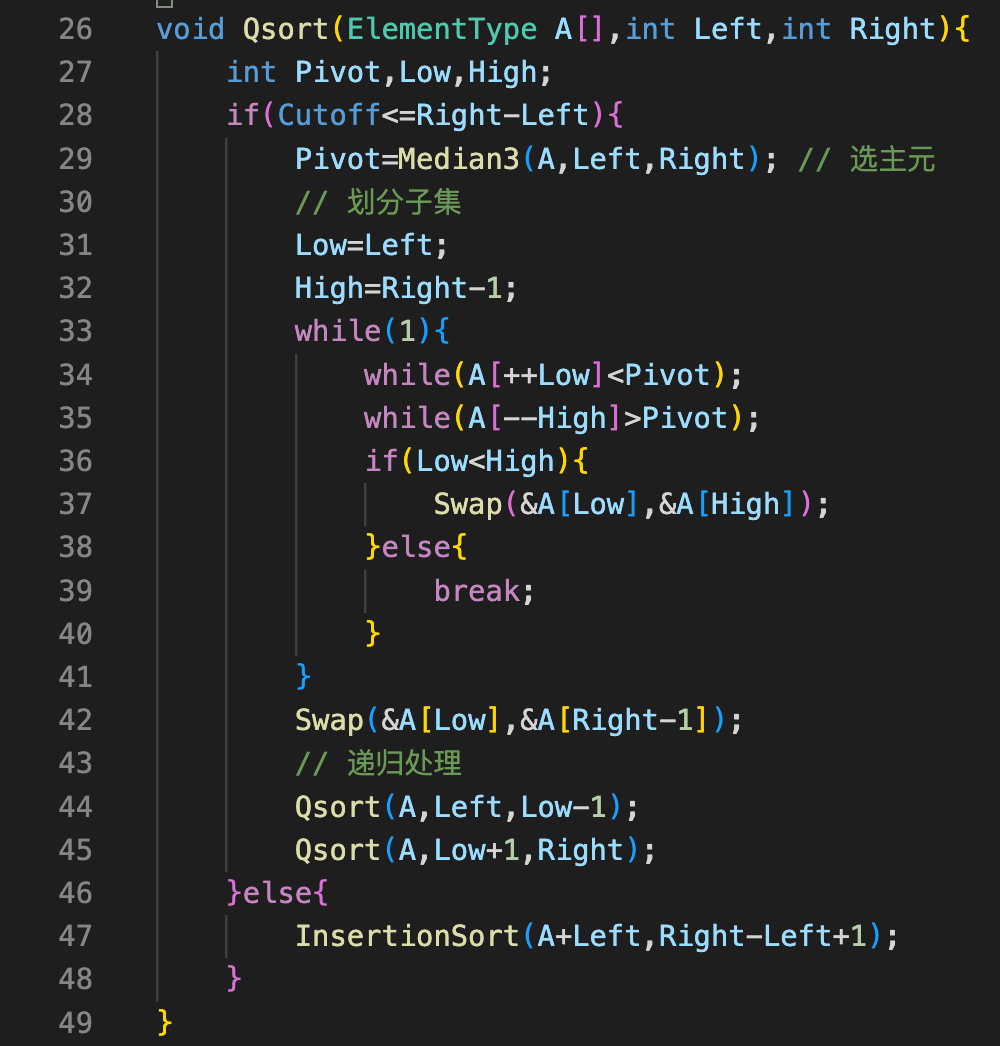 26 void Qsort(ElementType A[],int Left,int Right){
27     int Pivot,Low,High;
28     if(Cutoff<=Right-Left){
29         Pivot=Median3(A,Left,Right); // 选主元
30         // 划分子集
31         Low=Left;
32         High=Right-1;
33         while(1){
34             while(A[++Low]<Pivot);
35             while(A[--High]>Pivot);
36             if(Low<High){
37                 Swap(&A[Low],&A[High]);
38             }else{
39                 break;
40             }
41         }
42         Swap(&A[Low],&A[Right-1]);
43         // 递归处理
44         Qsort(A,Left,Low-1);
45         Qsort(A,Low+1,Right);
46     }else{
47         InsertionSort(A+Left,Right-Left+1);
48     }
49 }